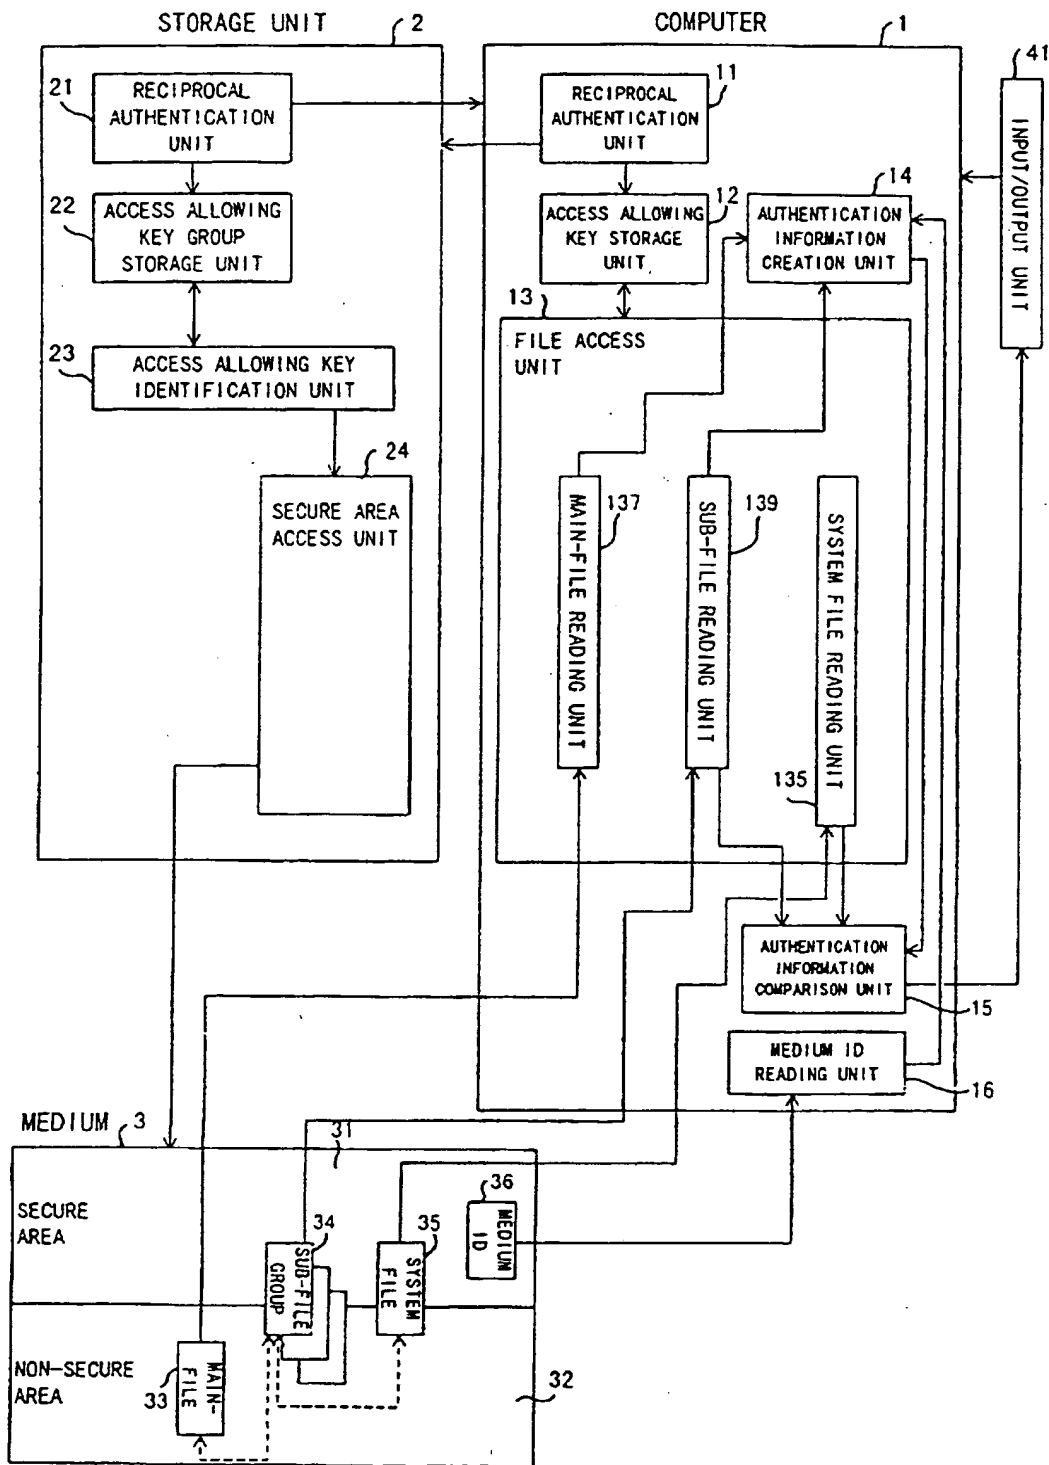 STORAGE UNIT
2
21
RECIPROCAL
AUTHENTICATION
UNIT
22
ACCESS ALLOWING
KEY GROUP
STORAGE UNIT
23
ACCESS ALLOWING KEY
IDENTIFICATION UNIT
24
SECURE AREA
ACCESS UNIT
COMPUTER
1
11
RECIPROCAL
AUTHENTICATION
UNIT
12
ACCESS ALLOWING
KEY STORAGE
UNIT
14
AUTHENTICATION
INFORMATION
CREATION UNIT
41
INPUT/OUTPUT UNIT
13
FILE ACCESS
UNIT
137
MAIN-FILE READING UNIT
139
SUB-FILE READING UNIT
135
SYSTEM FILE READING UNIT
AUTHENTICATION
INFORMATION
COMPARISON UNIT
15
MEDIUM ID
READING UNIT
16
MEDIUM
3
31
SECURE
AREA
34
SUB-FILE
GROUP
35
SYSTEM
FILE
36
MEDIUM
ID
NON-SECURE
AREA
33
MAIN-
FILE
32